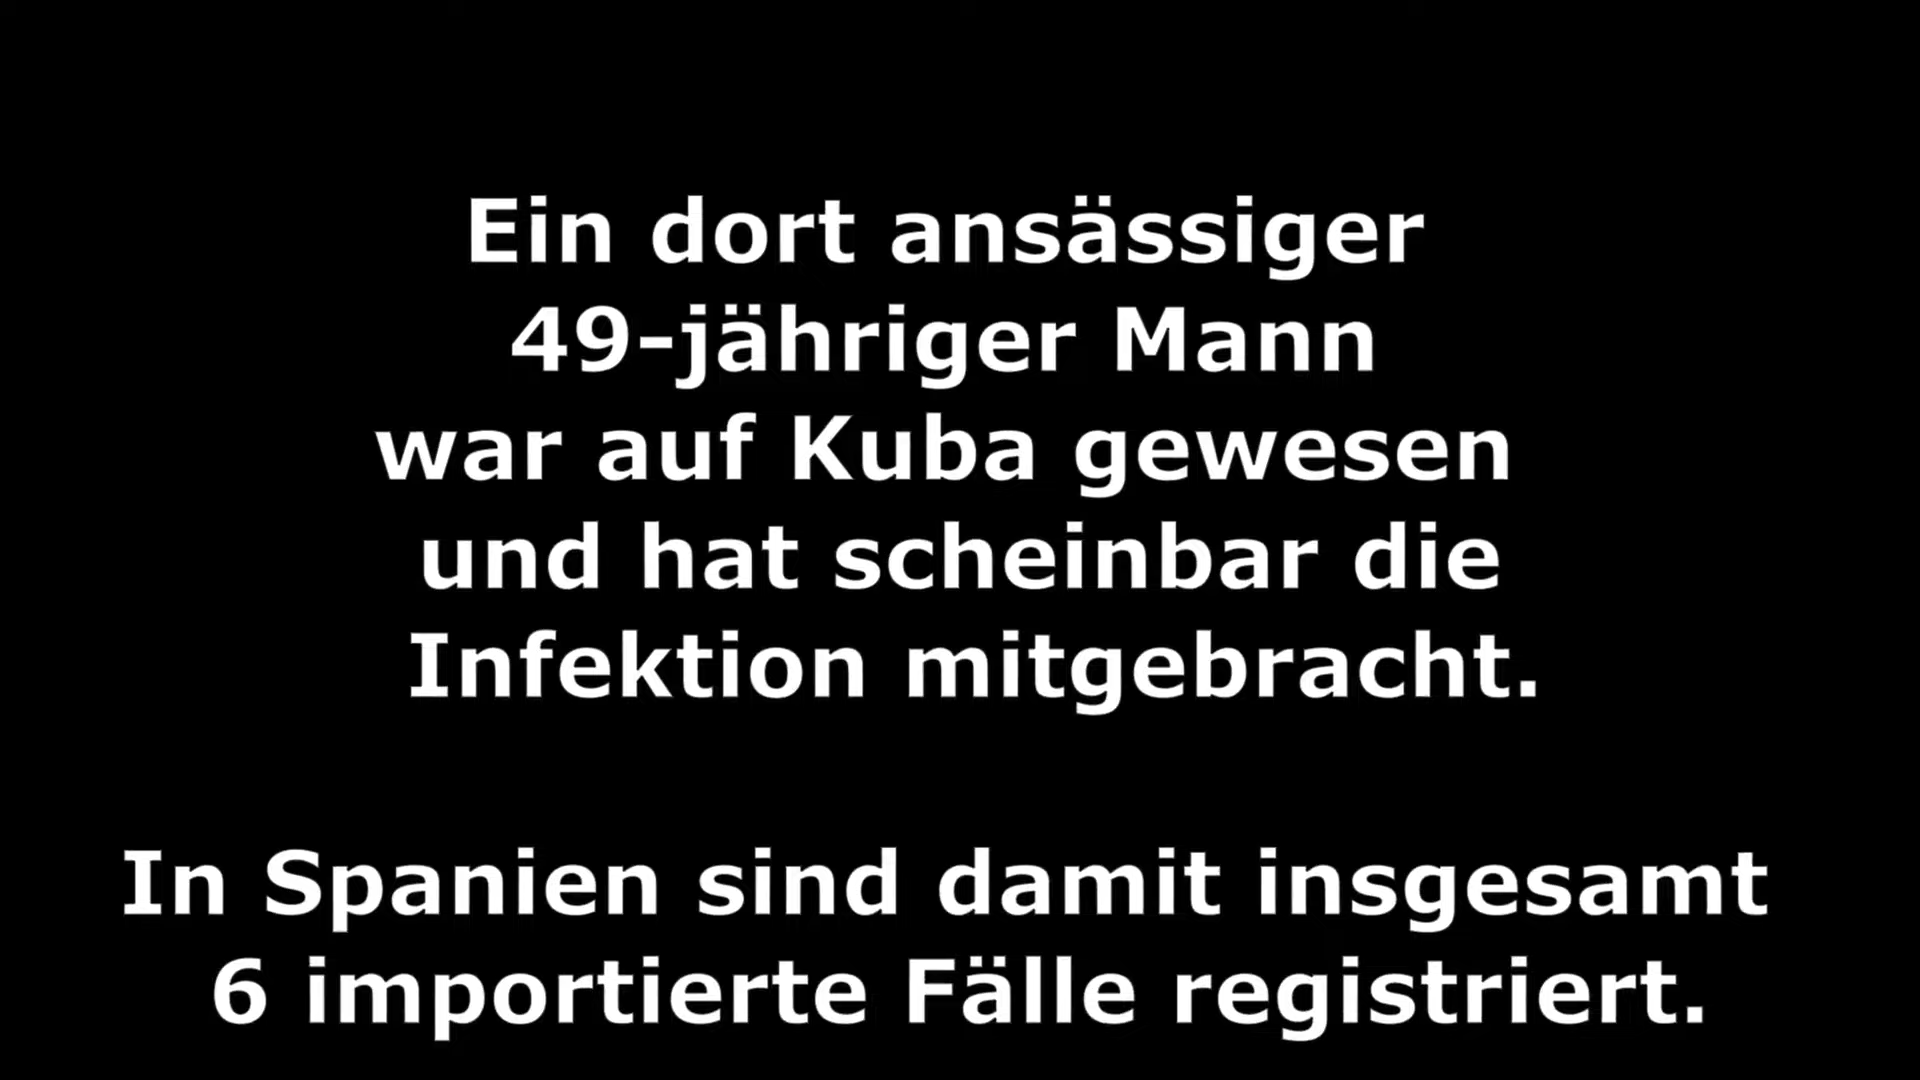 Ein dort ansässiger
49-jähriger Mann
war auf Kuba gewesen
und hat scheinbar die
Infektion mitgebracht.
In Spanien sind damit insgesamt
6 importierte Fälle registriert.